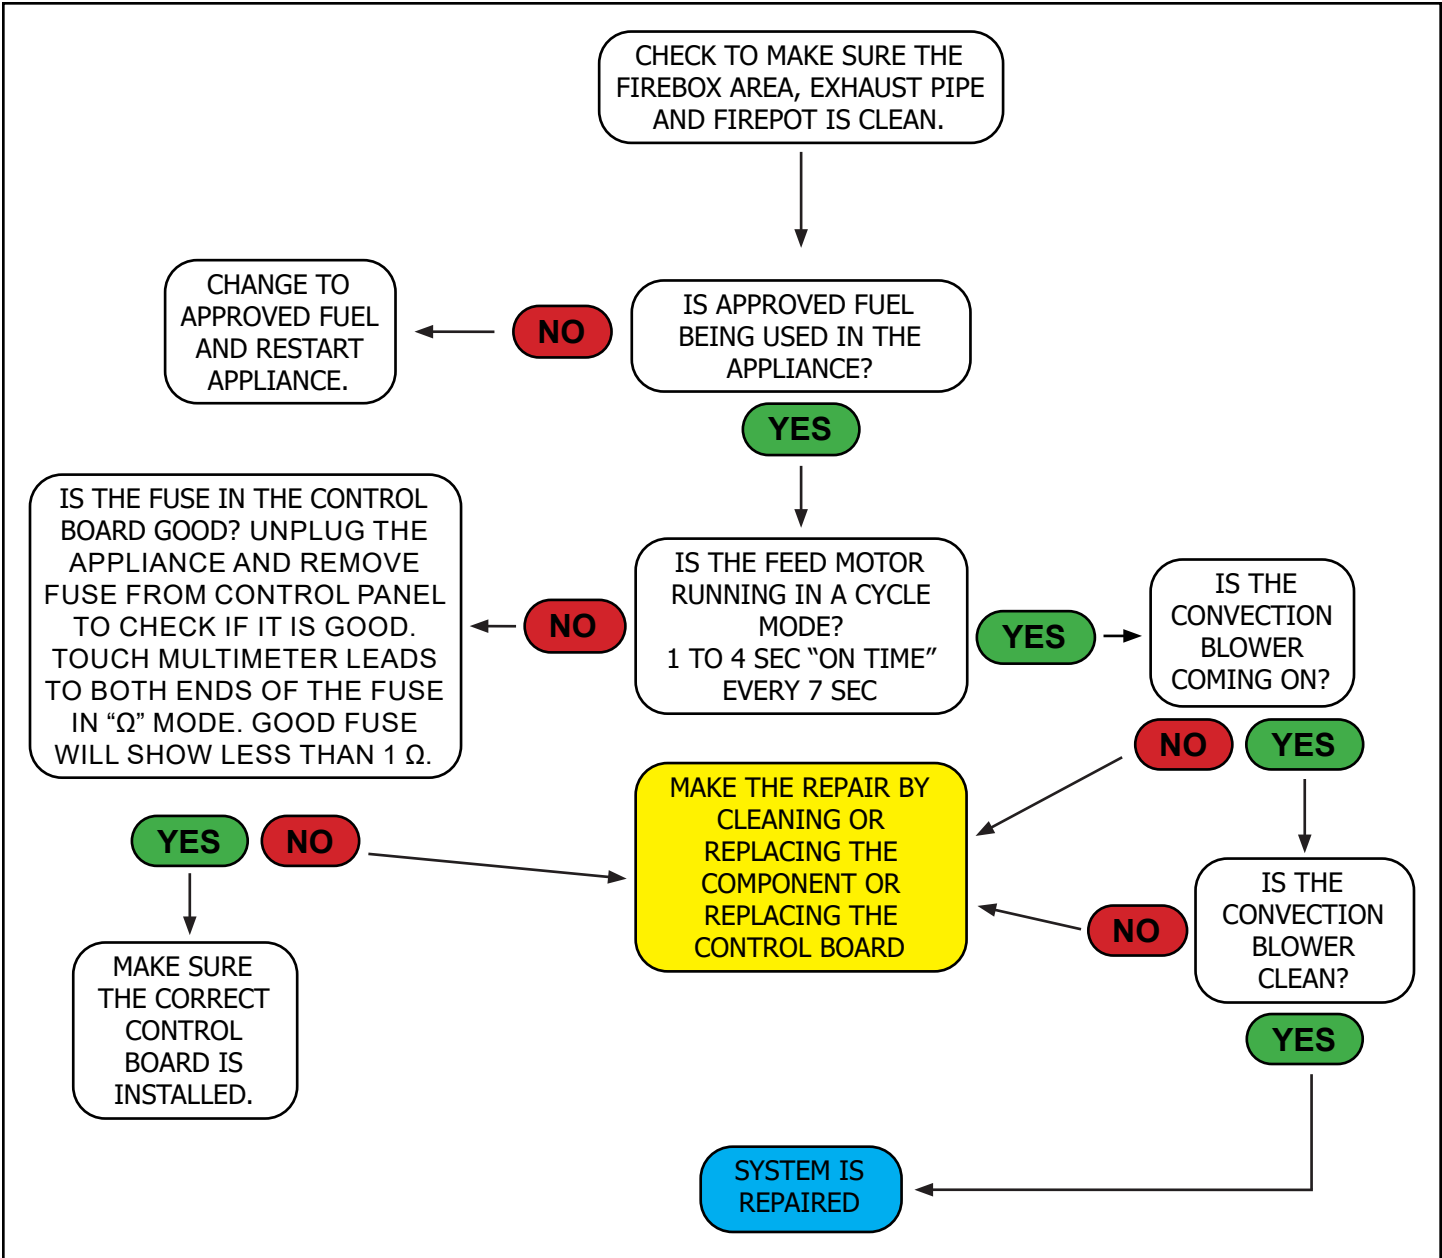 CHECK TO MAKE SURE THE
FIREBOX AREA, EXHAUST PIPE
AND FIREPOT IS CLEAN.
IS APPROVED FUEL
BEING USED IN THE
APPLIANCE?
NO
CHANGE TO
APPROVED FUEL
AND RESTART
APPLIANCE.
YES
IS THE FEED MOTOR
RUNNING IN A CYCLE
MODE?
1 TO 4 SEC “ON TIME”
EVERY 7 SEC
NO
IS THE FUSE IN THE CONTROL
BOARD GOOD? UNPLUG THE
APPLIANCE AND REMOVE
FUSE FROM CONTROL PANEL
TO CHECK IF IT IS GOOD.
TOUCH MULTIMETER LEADS
TO BOTH ENDS OF THE FUSE
IN “Ω” MODE. GOOD FUSE
WILL SHOW LESS THAN 1 Ω.
YES
NO
MAKE SURE
THE CORRECT
CONTROL
BOARD IS
INSTALLED.
YES
IS THE
CONVECTION
BLOWER
COMING ON?
NO
YES
MAKE THE REPAIR BY
CLEANING OR
REPLACING THE
COMPONENT OR
REPLACING THE
CONTROL BOARD
IS THE
CONVECTION
BLOWER
CLEAN?
NO
YES
SYSTEM IS
REPAIRED